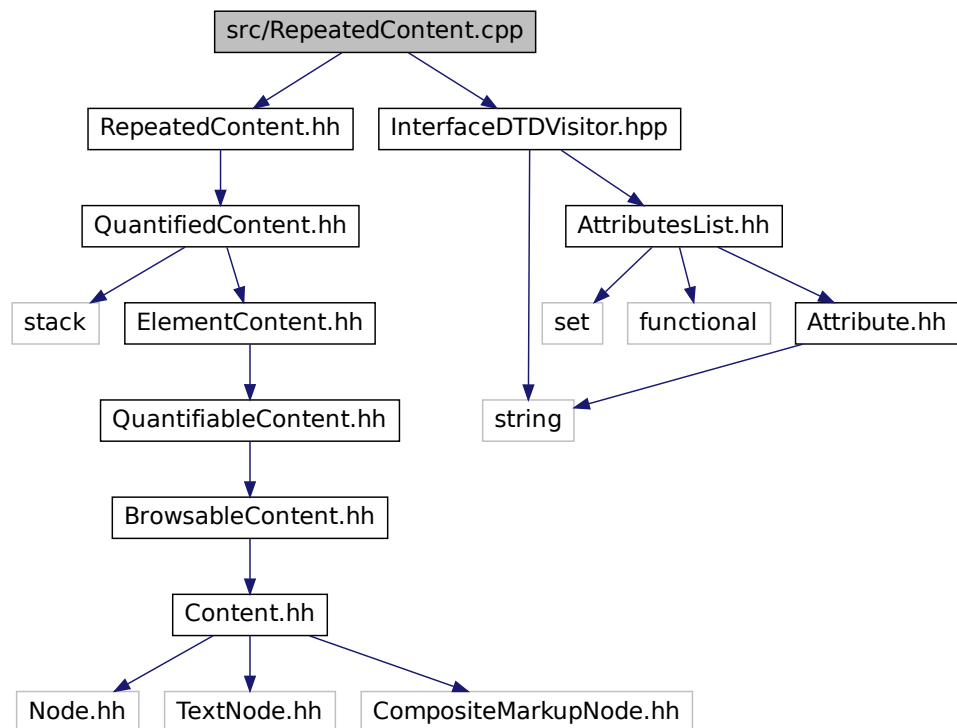 src/RepeatedContent.cpp
RepeatedContent.hh
InterfaceDTDVisitor.hpp
QuantifiedContent.hh
AttributesList.hh
stack
ElementContent.hh
set
functional
Attribute.hh
QuantifiableContent.hh
string
BrowsableContent.hh
Content.hh
Node.hh
TextNode.hh
CompositeMarkupNode.hh